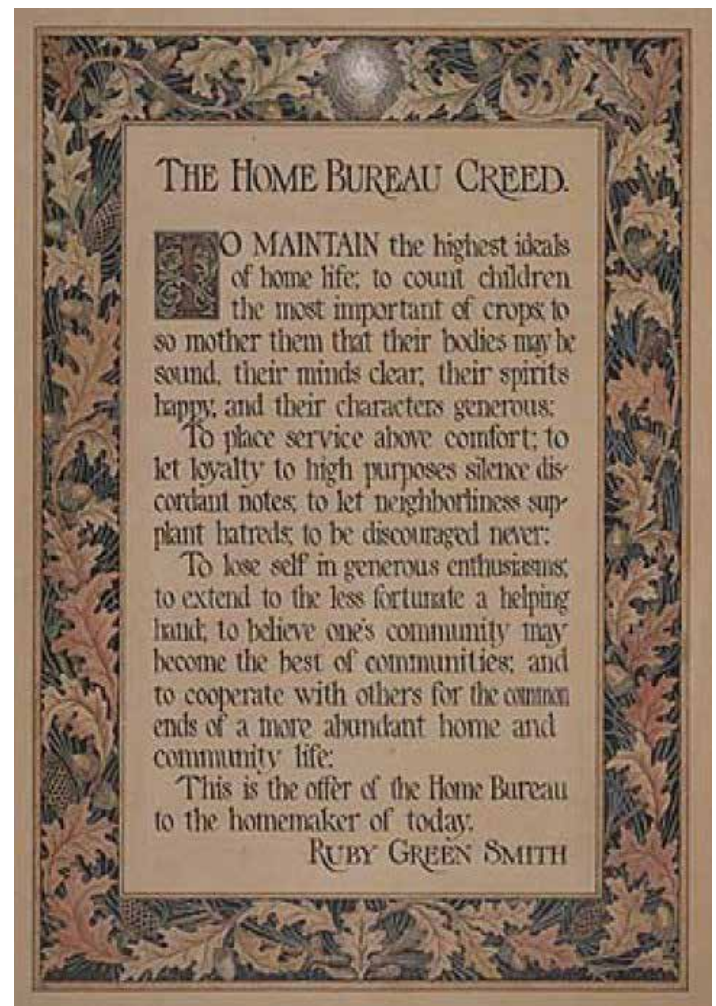 THE HOME BUREAU CREED.
TO MAINTAIN the highest ideals
of home life; to count children
the most important of crops; to
so mother them that their bodies may be
sound, their minds clear, their spirits
happy, and their characters generous:
To place service above comfort; to
let loyalty to high purposes silence dis-
cordant notes; to let neighborliness sup-
plant hatreds; to be discouraged never:
To lose self in generous enthusiasms;
to extend to the less fortunate a helping
hand; to believe one's community may
become the best of communities; and
to cooperate with others for the common
ends of a more abundant home and
community life:
This is the offer of the Home Bureau
to the homemaker of today.
RUBY GREEN SMITH